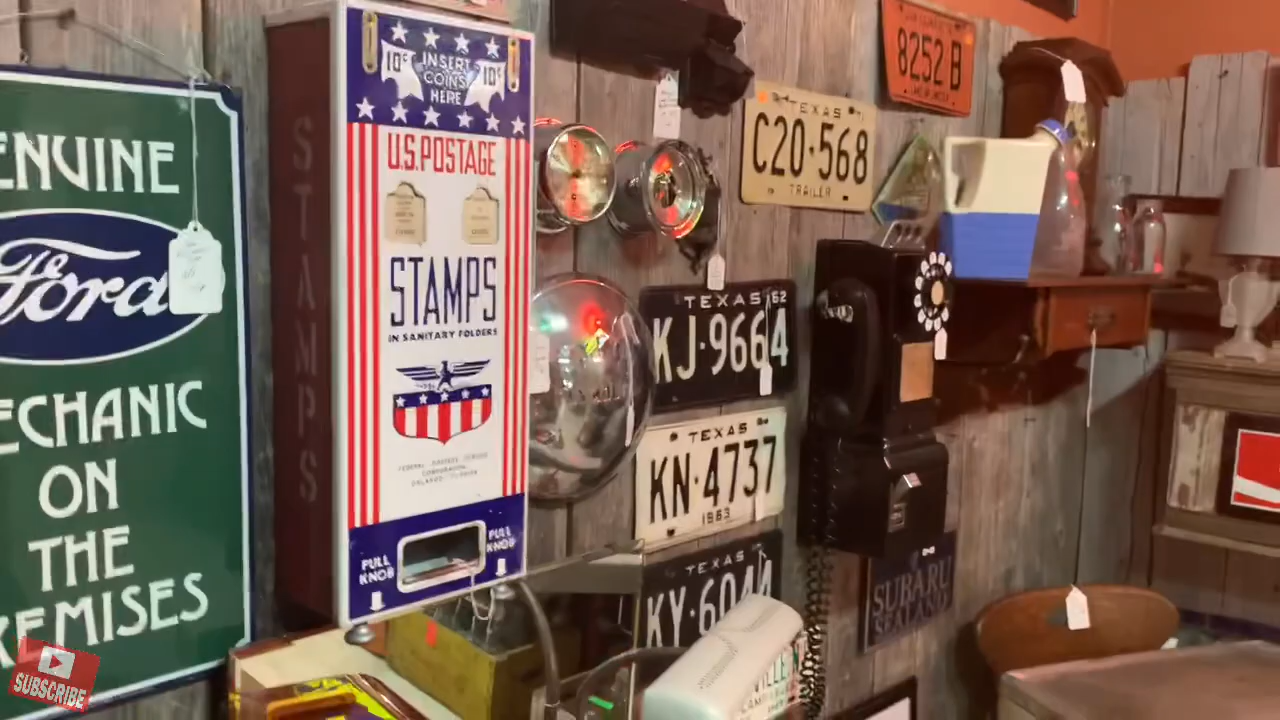 ENUINE
Ford
ECHANIC
ON
THE
REMISES
SUBSCRIBE
STAMPS
10¢ INSERT COINS HERE 10¢
U.S. POSTAGE
STAMPS
IN SANITARY FOLDERS
PULL KNOB
PULL KNOB
8252 B
TEXAS
C20·568
TRAILER
TEXAS 62
KJ·9664
TEXAS
KN·4737
1963
TEXAS
KY·6044
SUBARU
SEALAND